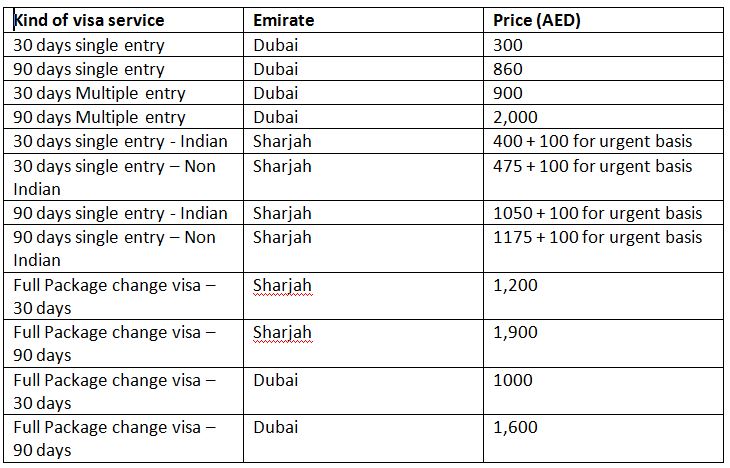 Kind of visa service Emirate Price (AED)
30 days single entry Dubai 300
90 days single entry Dubai 860
30 days Multiple entry Dubai 900
90 days Multiple entry Dubai 2,000
30 days single entry - Indian Sharjah 400 + 100 for urgent basis
30 days single entry – Non Sharjah 475 + 100 for urgent basis
Indian
90 days single entry - Indian Sharjah 1050 + 100 for urgent basis
90 days single entry – Non Sharjah 1175 + 100 for urgent basis
Indian
Full Package change visa – Sharjah 1,200
30 days
Full Package change visa – Sharjah 1,900
90 days
Full Package change visa – Dubai 1000
30 days
Full Package change visa – Dubai 1,600
90 days